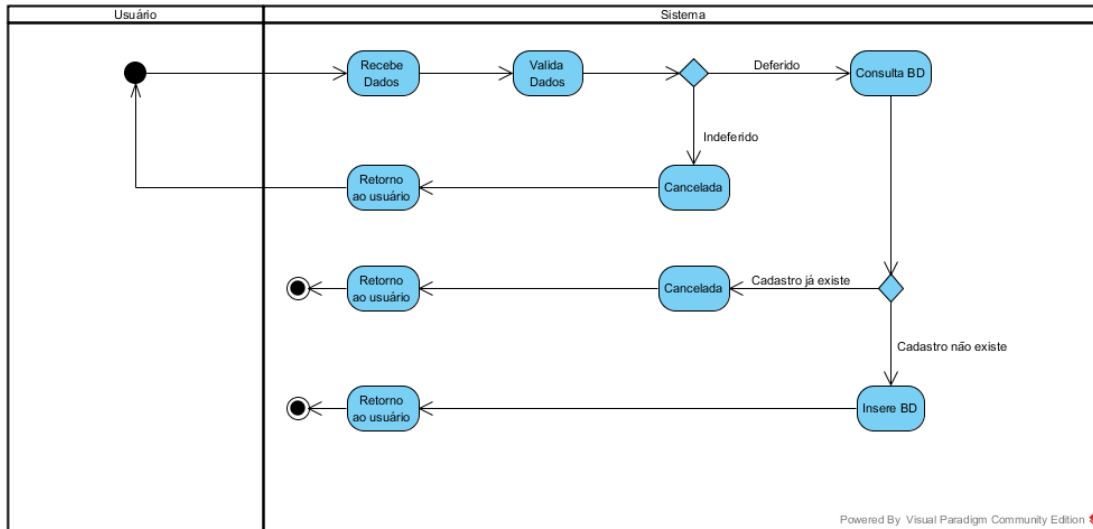 Usuário
Sistema
Recebe
Dados
Valida
Dados
Deferido
Consulta BD
Indeferido
Retorno
ao usuário
Cancelada
Retorno
ao usuário
Cancelada
Cadastro já existe
Cadastro não existe
Retorno
ao usuário
Insere BD
Powered By Visual Paradigm Community Edition